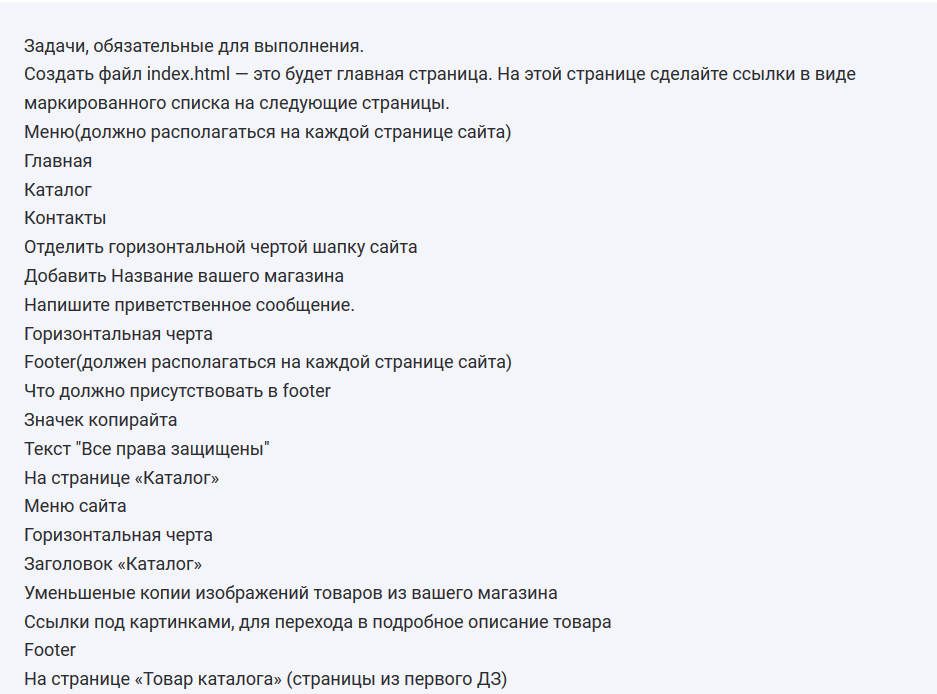 Задачи, обязательные для выполнения.
Создать файл index.html — это будет главная страница. На этой странице сделайте ссылки в виде
маркированного списка на следующие страницы.
Меню(должно располагаться на каждой странице сайта)
Главная
Каталог
Контакты
Отделить горизонтальной чертой шапку сайта
Добавить Название вашего магазина
Напишите приветственное сообщение.
Горизонтальная черта
Footer(должен располагаться на каждой странице сайта)
Что должно присутствовать в footer
Значек копирайта
Текст "Все права защищены"
На странице «Каталог»
Меню сайта
Горизонтальная черта
Заголовок «Каталог»
Уменьшеные копии изображений товаров из вашего магазина
Ссылки под картинками, для перехода в подробное описание товара
Footer
На странице «Товар каталога» (страницы из первого ДЗ)